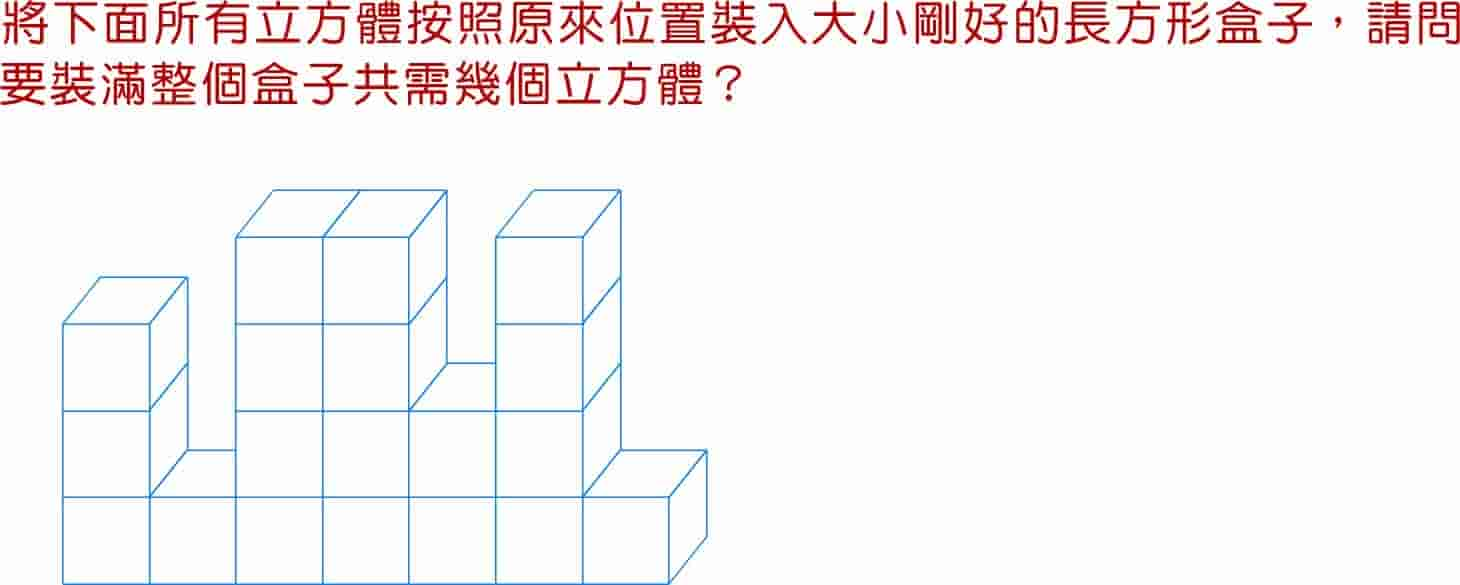 將下面所有立方體按照原來位置裝入大小剛好的長方形盒子，請問
要裝滿整個盒子共需幾個立方體？